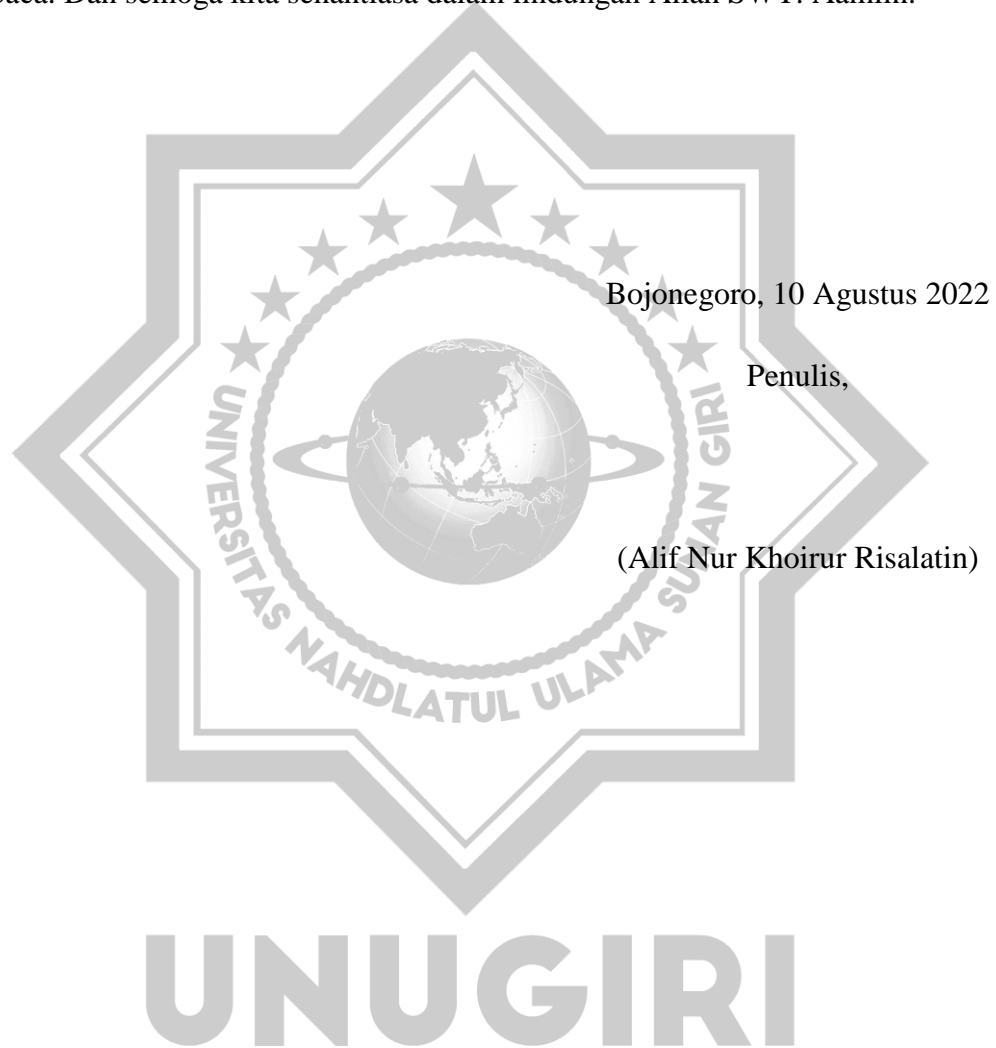 Dan semoga kita senantiasa dalam lindungan Allah SWT. Aamiin.
Bojonegoro, 10 Agustus 2022
Penulis,
(Alif Nur Khoirur Risalatin)
UNIVERSITAS NAHDLATUL ULAMA SUNAN GIRI
UNUGIRI